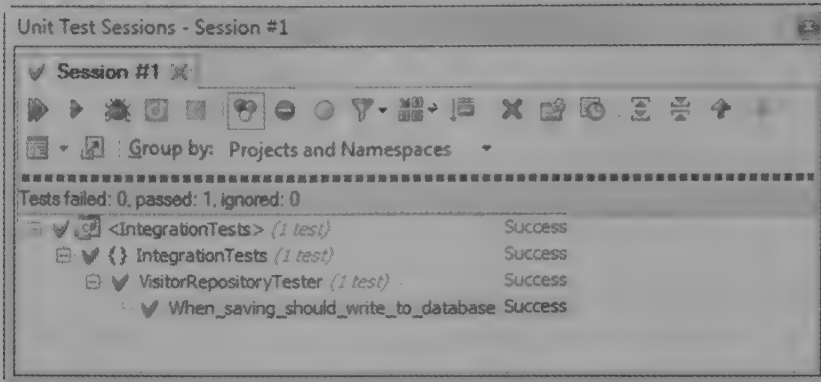 Unit Test Sessions - Session #1
Session #1
Group by: Projects and Namespaces
Tests failed: 0, passed: 1, ignored: 0
<IntegrationTests> (1 test) Success
{} IntegrationTests (1 test) Success
VisitorRepositoryTester (1 test) Success
When_saving_should_write_to_database Success